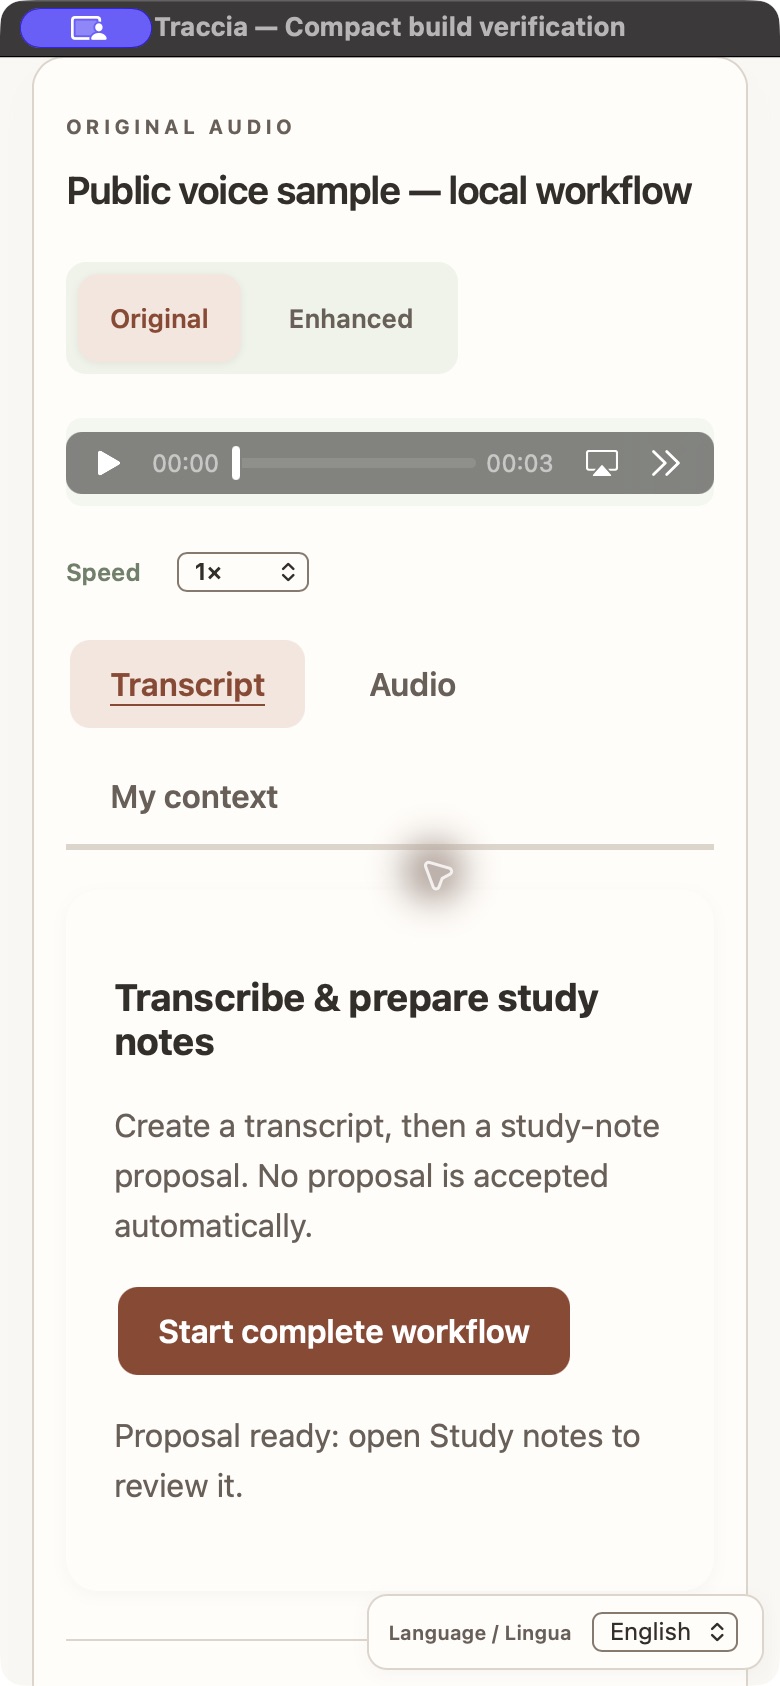 Traccia — Compact build verification
ORIGINAL AUDIO
Public voice sample — local workflow
Original Enhanced
00:00 00:03
Speed 1×
Transcript Audio
My context
Transcribe & prepare study
notes
Create a transcript, then a study-note
proposal. No proposal is accepted
automatically.
Start complete workflow
Proposal ready: open Study notes to
review it.
Language / Lingua English